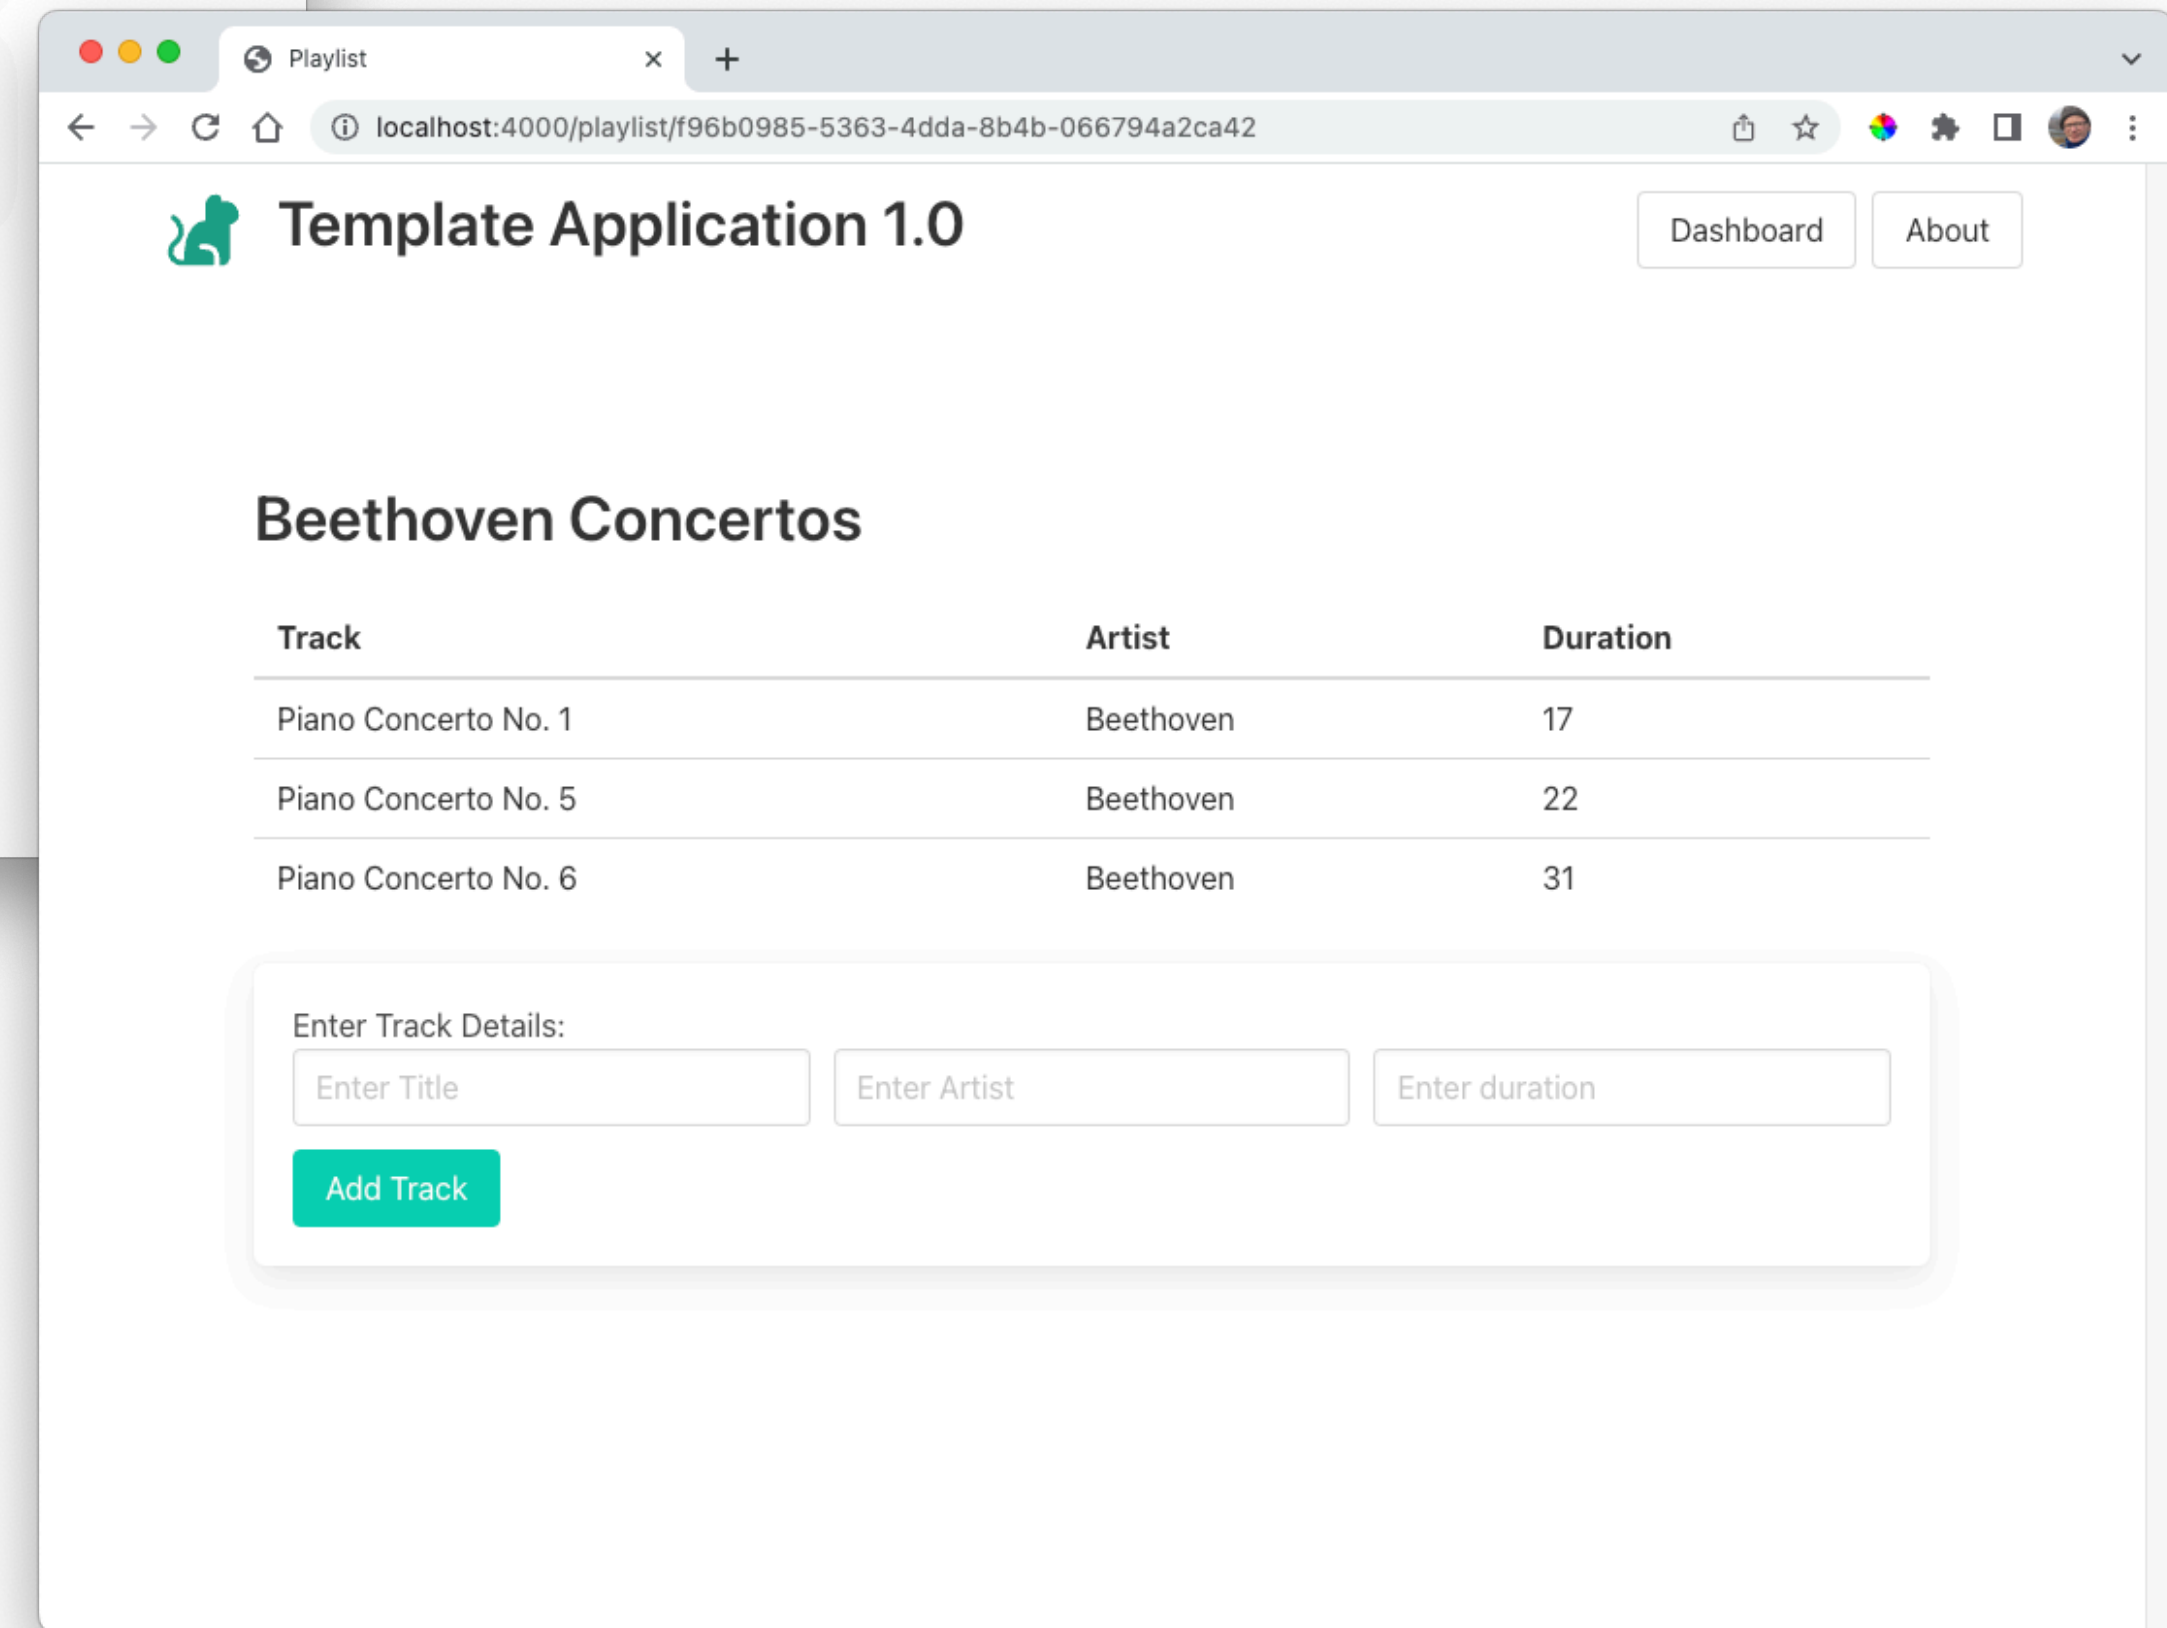 Playlist
localhost:4000/playlist/f96b0985-5363-4dda-8b4b-066794a2ca42
Template Application 1.0
Dashboard
About
Beethoven Concertos
Track Artist Duration
Piano Concerto No. 1 Beethoven 17
Piano Concerto No. 5 Beethoven 22
Piano Concerto No. 6 Beethoven 31
Enter Track Details:
Enter Title Enter Artist Enter duration
Add Track